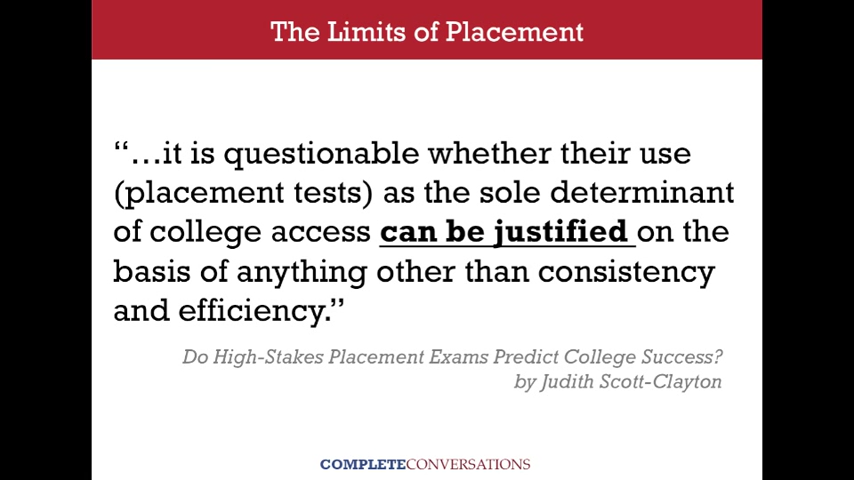 The Limits of Placement
“…it is questionable whether their use
(placement tests) as the sole determinant
of college access can be justified on the
basis of anything other than consistency
and efficiency.”
Do High-Stakes Placement Exams Predict College Success?
by Judith Scott-Clayton
COMPLETECONVERSATIONS